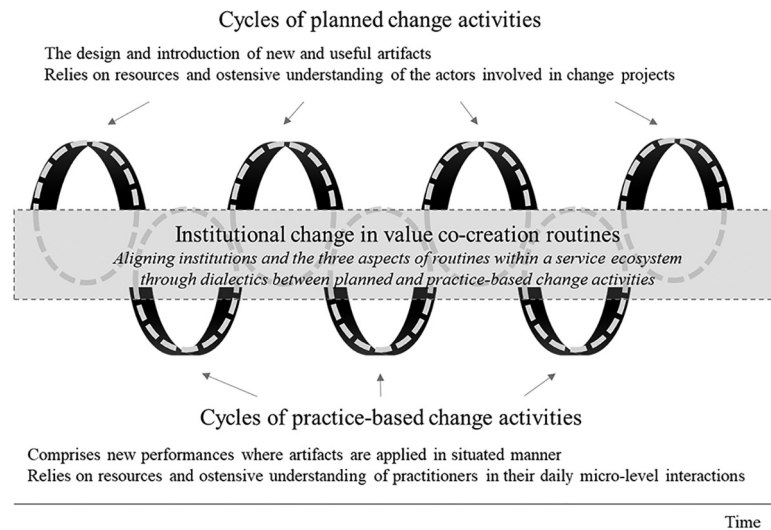 Cycles of planned change activities
The design and introduction of new and useful artifacts
Relies on resources and ostensive understanding of the actors involved in change projects
Institutional change in value co-creation routines
Aligning institutions and the three aspects of routines within a service ecosystem
through dialectics between planned and practice-based change activities
Cycles of practice-based change activities
Comprises new performances where artifacts are applied in situated manner
Relies on resources and ostensive understanding of practitioners in their daily micro-level interactions
Time